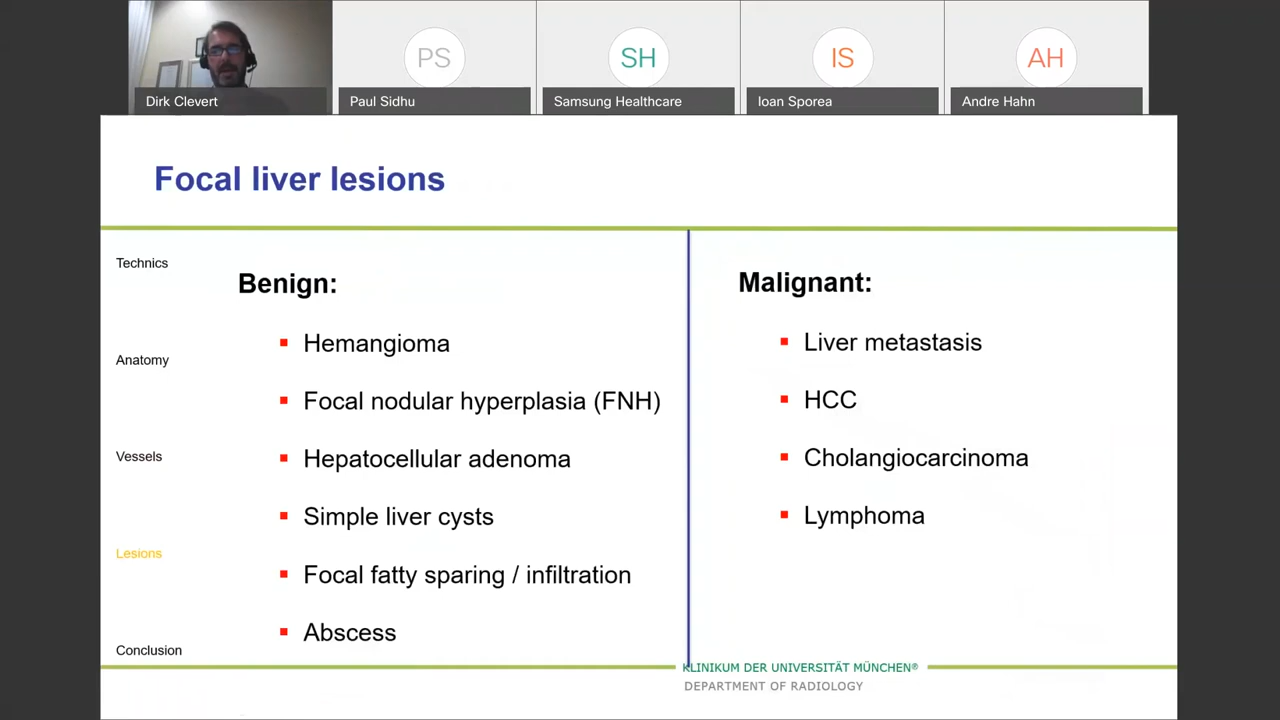 PS
SH
IS
AH
Dirk Clevert
Paul Sidhu
Samsung Healthcare
Ioan Sporea
Andre Hahn
Focal liver lesions
Technics
Anatomy
Vessels
Lesions
Conclusion
Benign:
Hemangioma
Focal nodular hyperplasia (FNH)
Hepatocellular adenoma
Simple liver cysts
Focal fatty sparing / infiltration
Abscess
Malignant:
Liver metastasis
HCC
Cholangiocarcinoma
Lymphoma
KLINIKUM DER UNIVERSITÄT MÜNCHEN®
DEPARTMENT OF RADIOLOGY